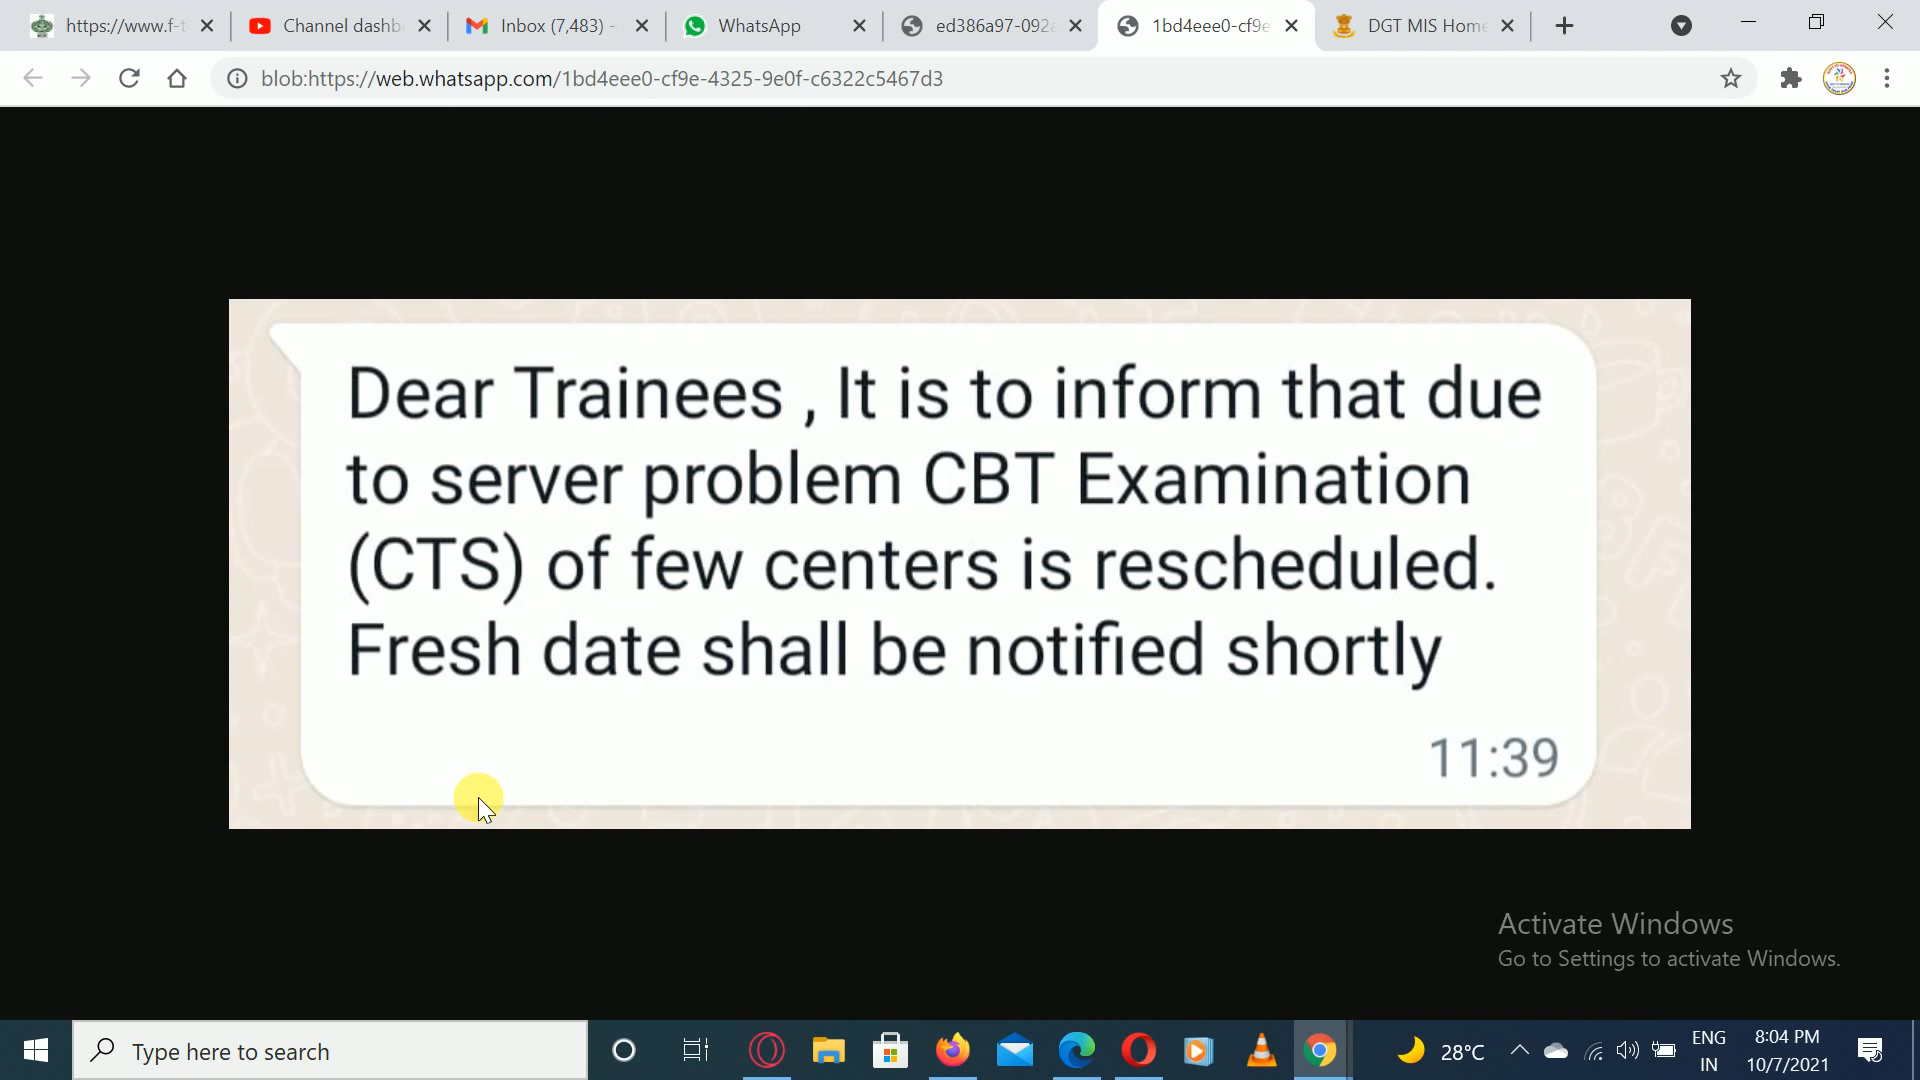 https://www.f-t
Channel dashb
Inbox (7,483) -
WhatsApp
ed386a97-092a
1bd4eee0-cf9e
DGT MIS Home
blob:https://web.whatsapp.com/1bd4eee0-cf9e-4325-9e0f-c6322c5467d3
Dear Trainees , It is to inform that due
to server problem CBT Examination
(CTS) of few centers is rescheduled.
Fresh date shall be notified shortly
11:39
Activate Windows
Go to Settings to activate Windows.
Type here to search
28°C
ENG
IN
8:04 PM
10/7/2021